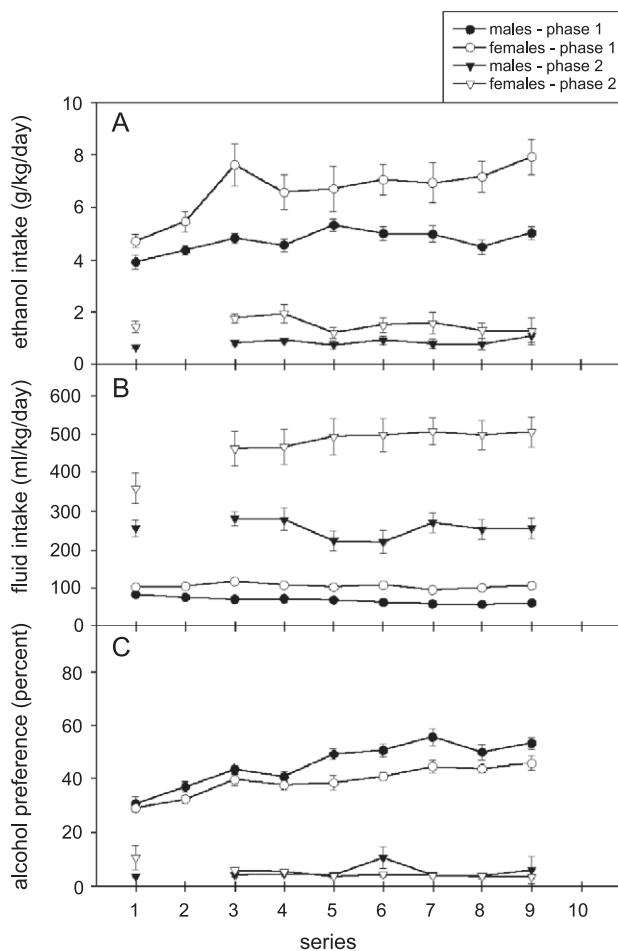 males - phase 1
females - phase 1
males - phase 2
females - phase 2
A
ethanol intake (g/kg/day)
10
8
6
4
2
0
B
fluid intake (ml/kg/day)
600
500
400
300
200
100
0
C
alcohol preference (percent)
80
60
40
20
0
1 2 3 4 5 6 7 8 9 10
series